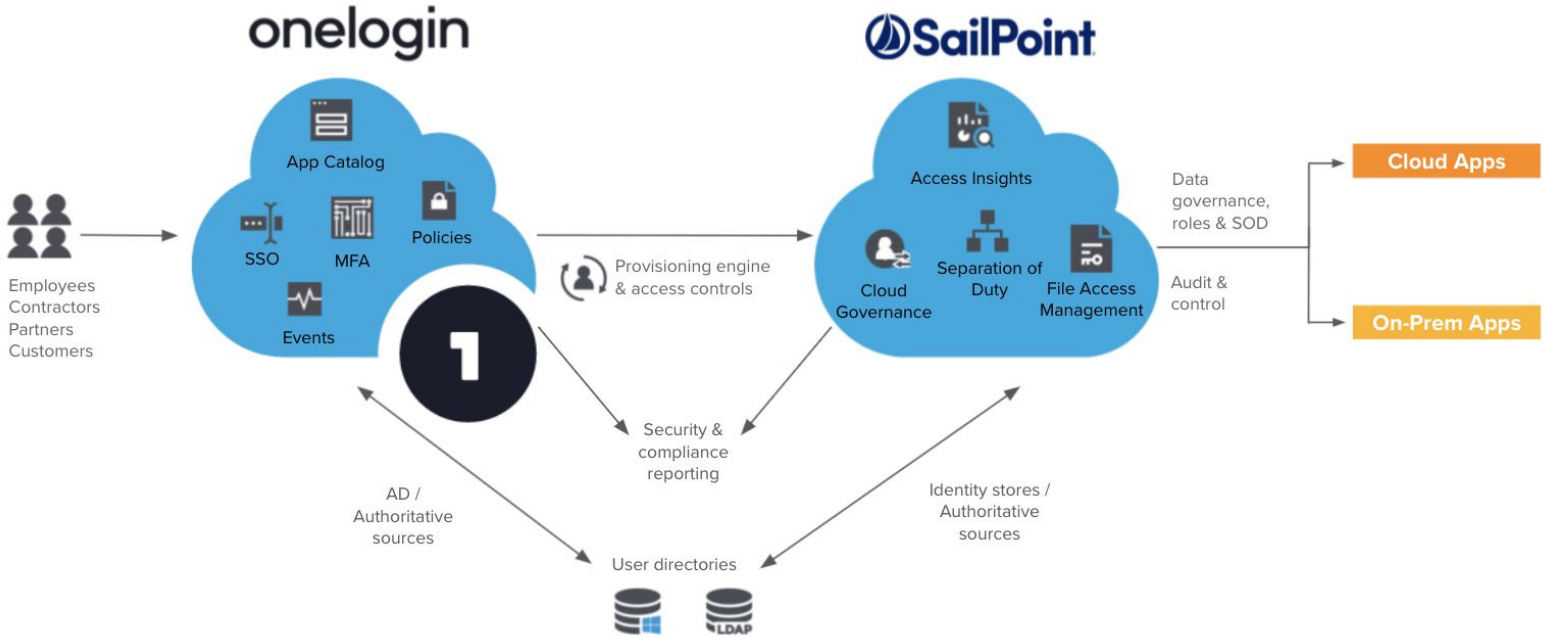 onelogin
SailPoint
App Catalog
SSO
MFA
Policies
Events
1
Employees
Contractors
Partners
Customers
Provisioning engine
& access controls
Access Insights
Cloud
Governance
Separation of
Duty
File Access
Management
Data
governance,
roles & SOD
Audit &
control
Cloud Apps
On-Prem Apps
Security &
compliance
reporting
AD /
Authoritative
sources
Identity stores /
Authoritative
sources
User directories
LDAP